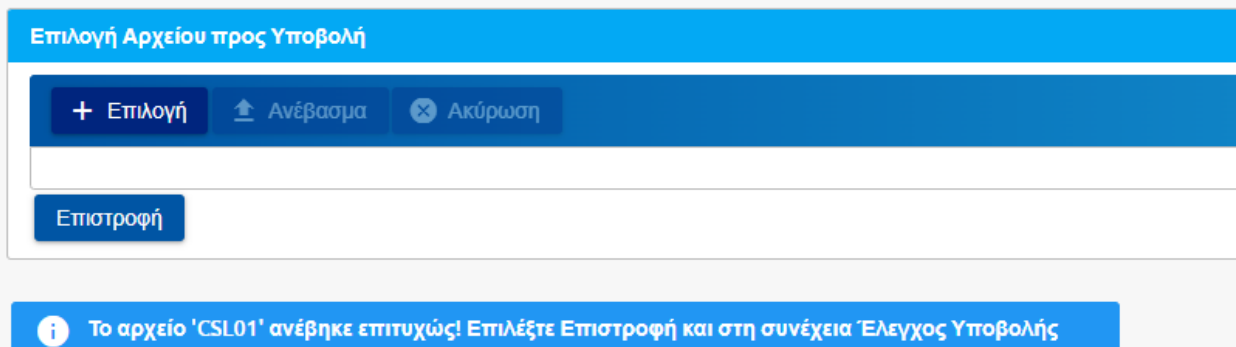 Επιλογή Αρχείου προς Υποβολή
+ Επιλογή Ανέβασμα Ακύρωση
Επιστροφή
Το αρχείο 'CSL01' ανέβηκε επιτυχώς! Επιλέξτε Επιστροφή και στη συνέχεια Έλεγχος Υποβολής